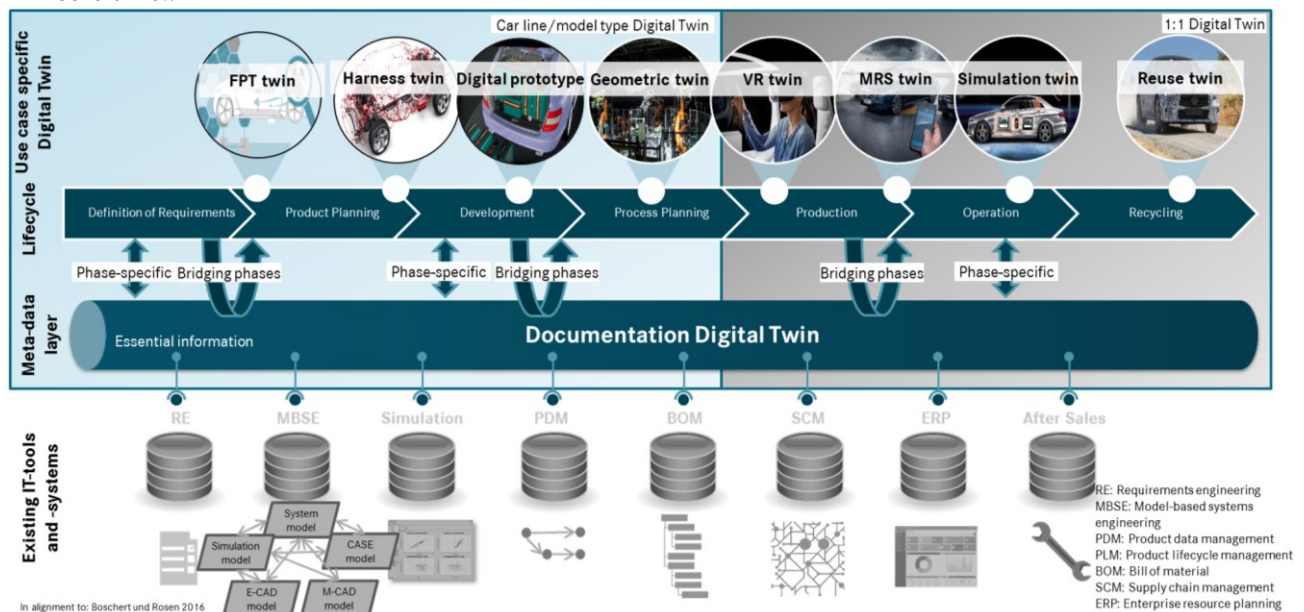 Car line/model type Digital Twin
1:1 Digital Twin
Use case specific
Digital Twin
FPT twin
Harness twin
Digital prototype
Geometric twin
VR twin
MRS twin
Simulation twin
Reuse twin
Lifecycle
Definition of Requirements
Product Planning
Development
Process Planning
Production
Operation
Recycling
Phase-specific
Bridging phases
Phase-specific
Bridging phases
Bridging phases
Phase-specific
Meta-data
layer
Essential information
Documentation Digital Twin
Existing IT-tools
and -systems
RE
MBSE
Simulation
PDM
BOM
SCM
ERP
After Sales
System
model
Simulation
model
CASE
model
E-CAD
model
M-CAD
model
RE: Requirements engineering
MBSE: Model-based systems
engineering
PDM: Product data management
PLM: Product lifecycle management
BOM: Bill of material
SCM: Supply chain management
ERP: Enterprise resource planning
In alignment to: Boschert und Rosen 2016